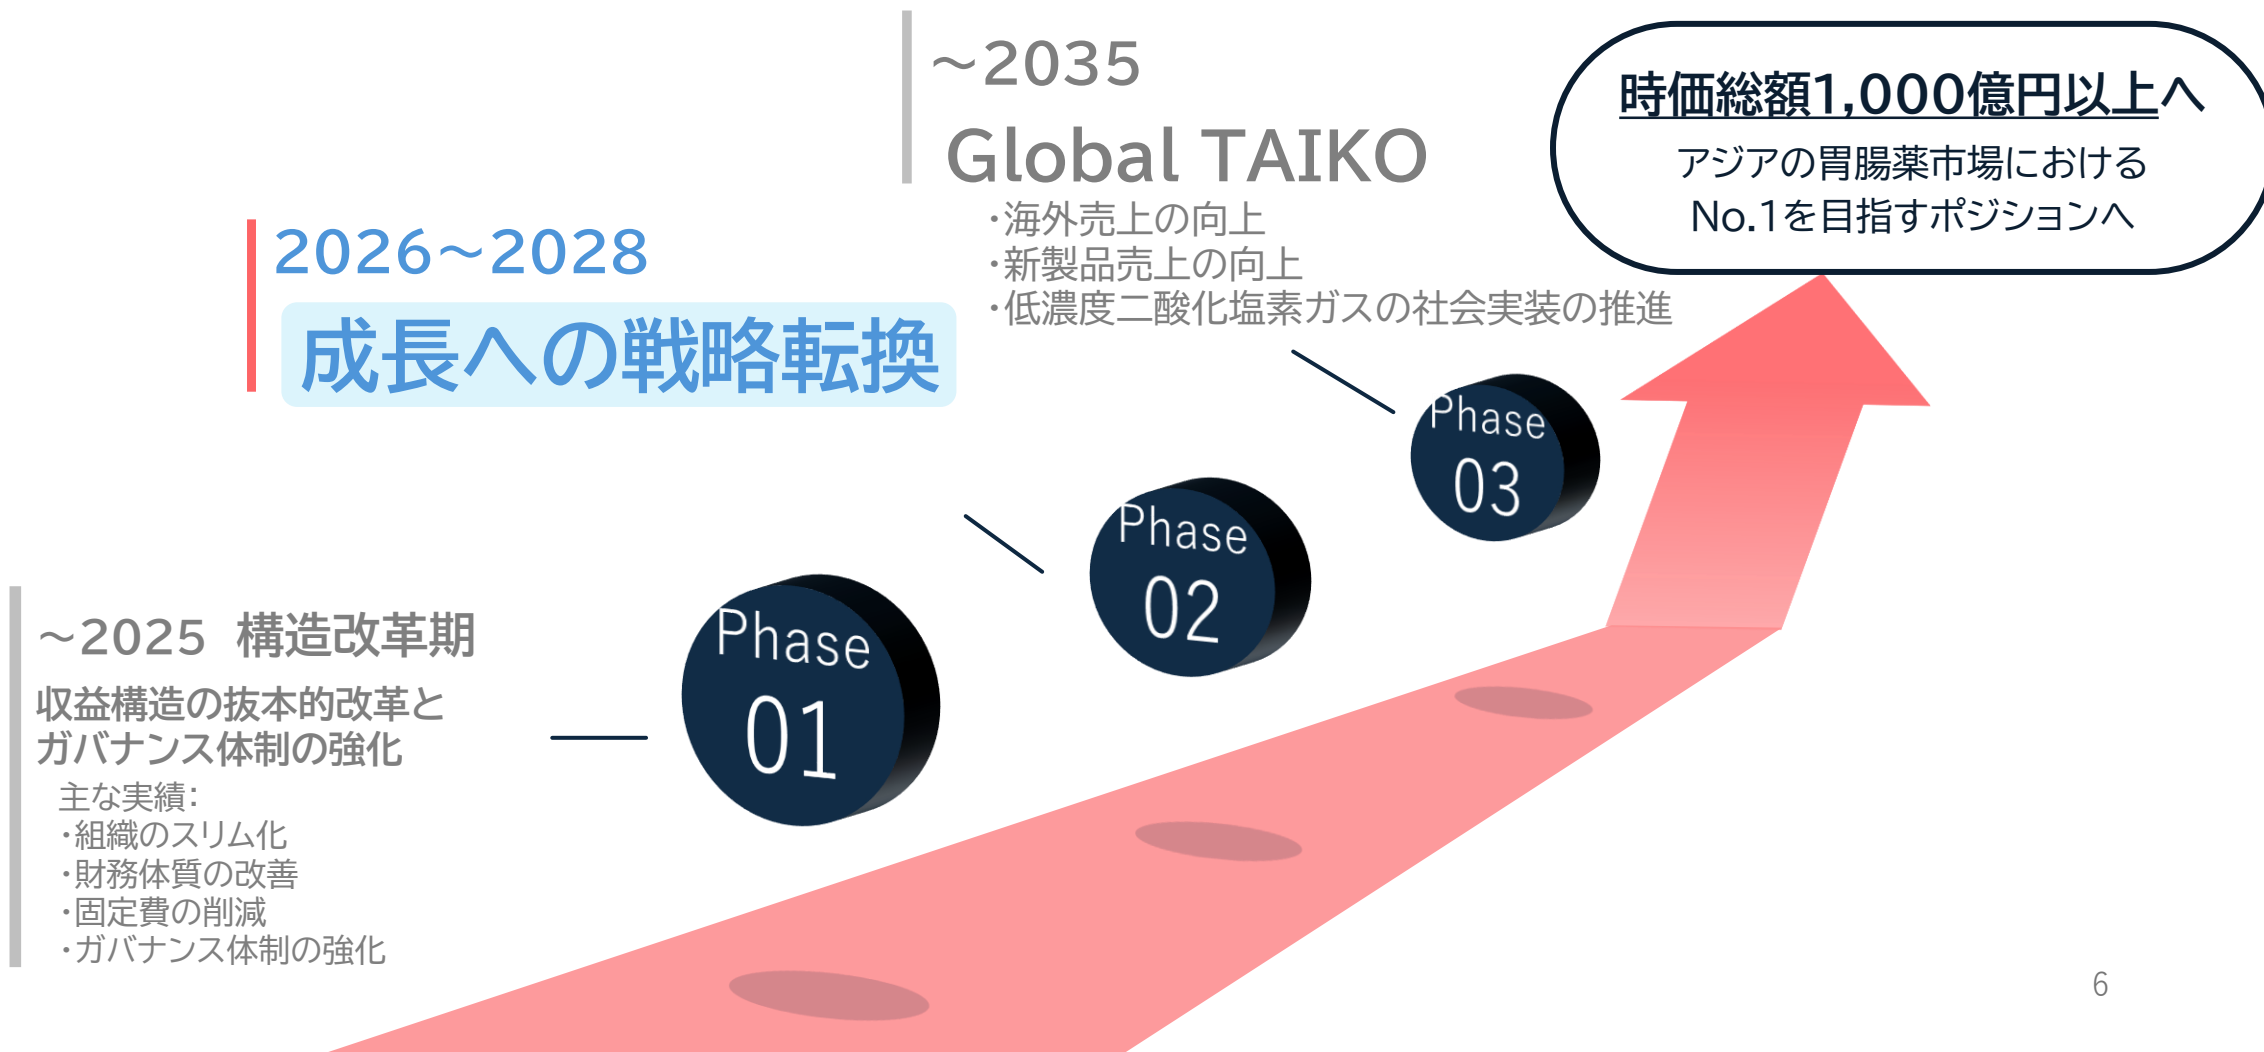 ～2035
Global TAIKO
・海外売上の向上
・新製品売上の向上
・低濃度二酸化塩素ガスの社会実装の推進
時価総額1,000億円以上へ
アジアの胃腸薬市場における
No.1を目指すポジションへ
2026～2028
成長への戦略転換
Phase
03
Phase
02
Phase
01
～2025 構造改革期
収益構造の抜本的改革と
ガバナンス体制の強化
主な実績：
・組織のスリム化
・財務体質の改善
・固定費の削減
・ガバナンス体制の強化
6